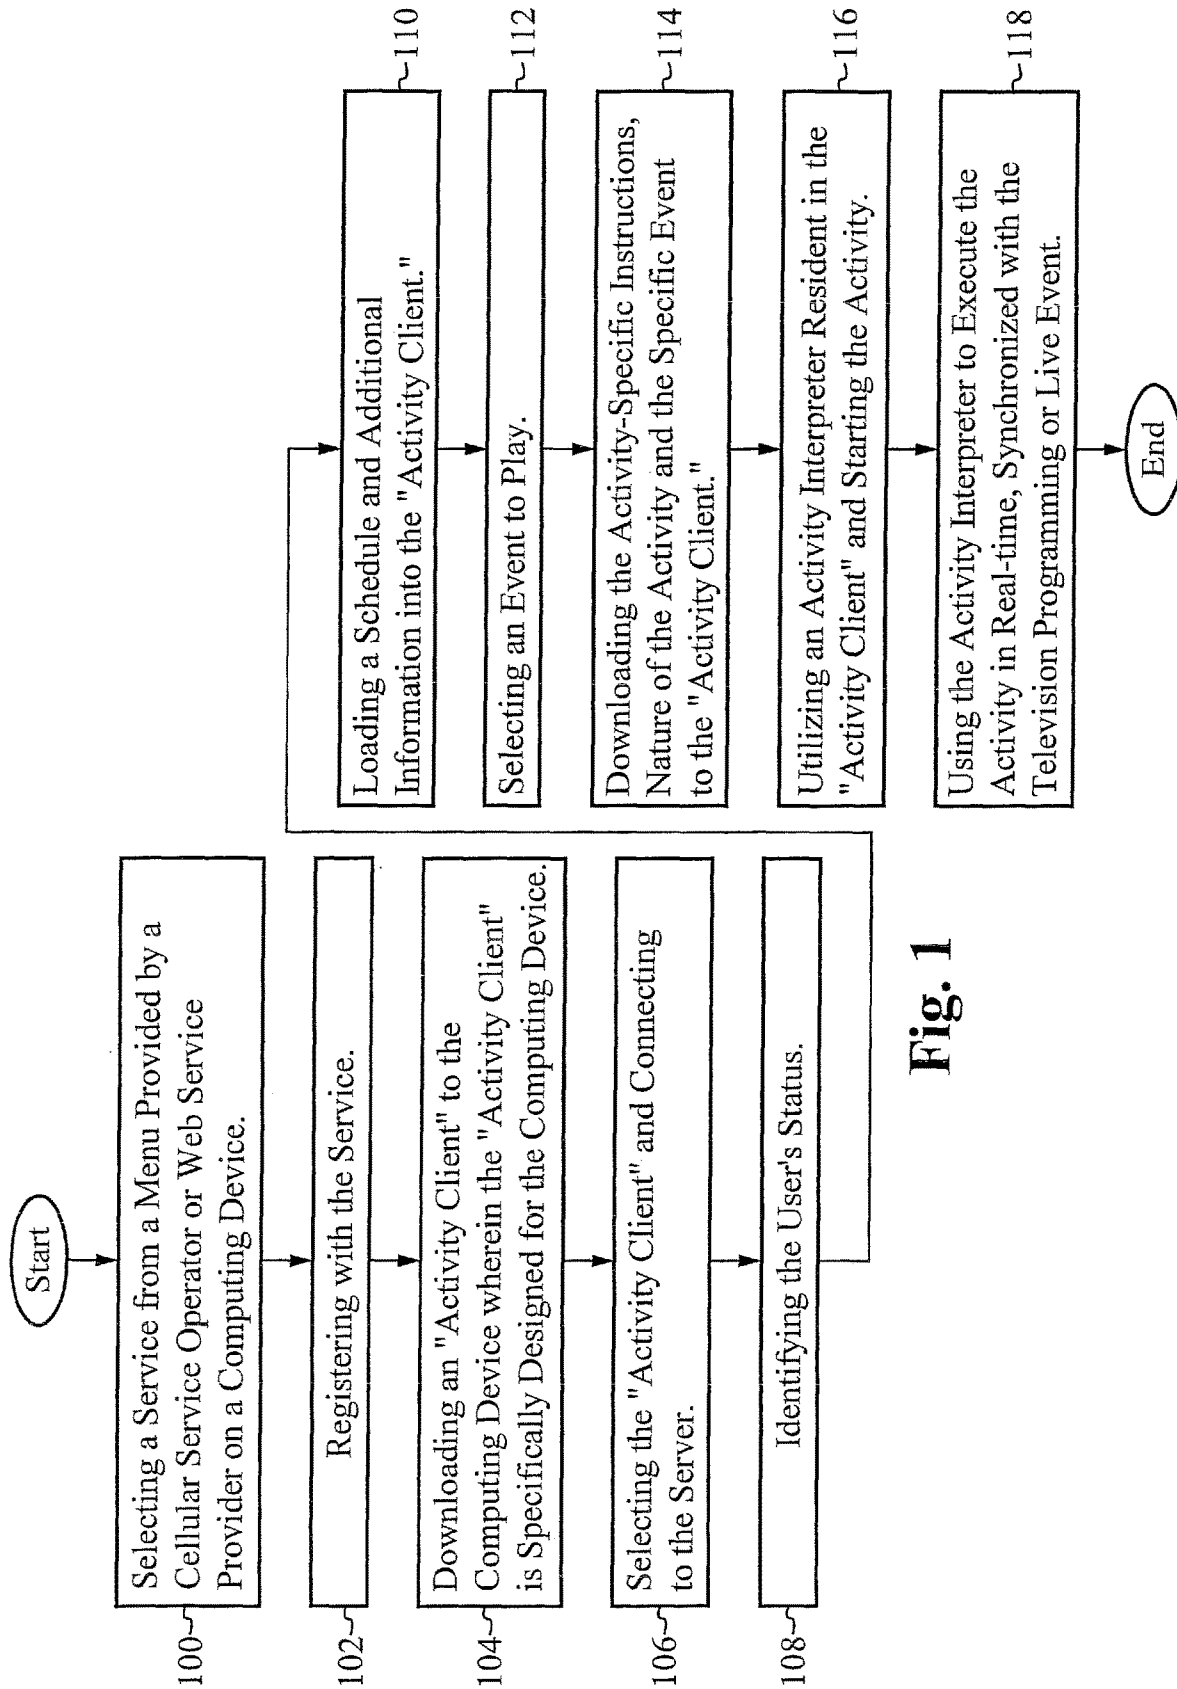 Start
100
Selecting a Service from a Menu Provided by a
Cellular Service Operator or Web Service
Provider on a Computing Device.
102
Registering with the Service.
104
Downloading an "Activity Client" to the
Computing Device wherein the "Activity Client"
is Specifically Designed for the Computing Device.
106
Selecting the "Activity Client" and Connecting
to the Server.
108
Identifying the User's Status.
Loading a Schedule and Additional
Information into the "Activity Client."
110
Selecting an Event to Play.
112
Downloading the Activity-Specific Instructions,
Nature of the Activity and the Specific Event
to the "Activity Client."
114
Utilizing an Activity Interpreter Resident in the
"Activity Client" and Starting the Activity.
116
Using the Activity Interpreter to Execute the
Activity in Real-time, Synchronized with the
Television Programming or Live Event.
118
End
Fig. 1